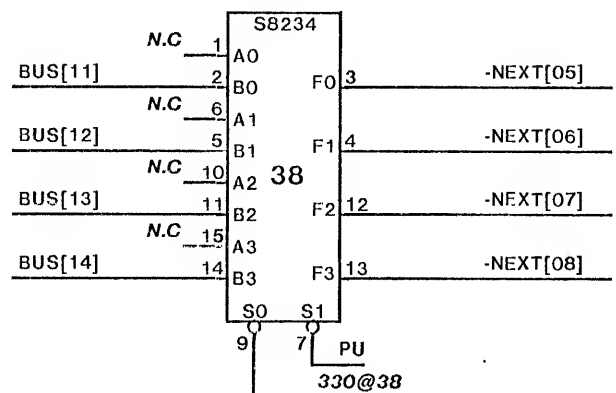 S8234
N.C 1 A0
BUS[11] 2 B0 F0 3 -NEXT[05]
N.C 6 A1
BUS[12] 5 B1 F1 4 -NEXT[06]
N.C 10 A2 38
BUS[13] 11 B2 F2 12 -NEXT[07]
N.C 15 A3
BUS[14] 14 B3 F3 13 -NEXT[08]
S0 S1
9 7 PU
330@38